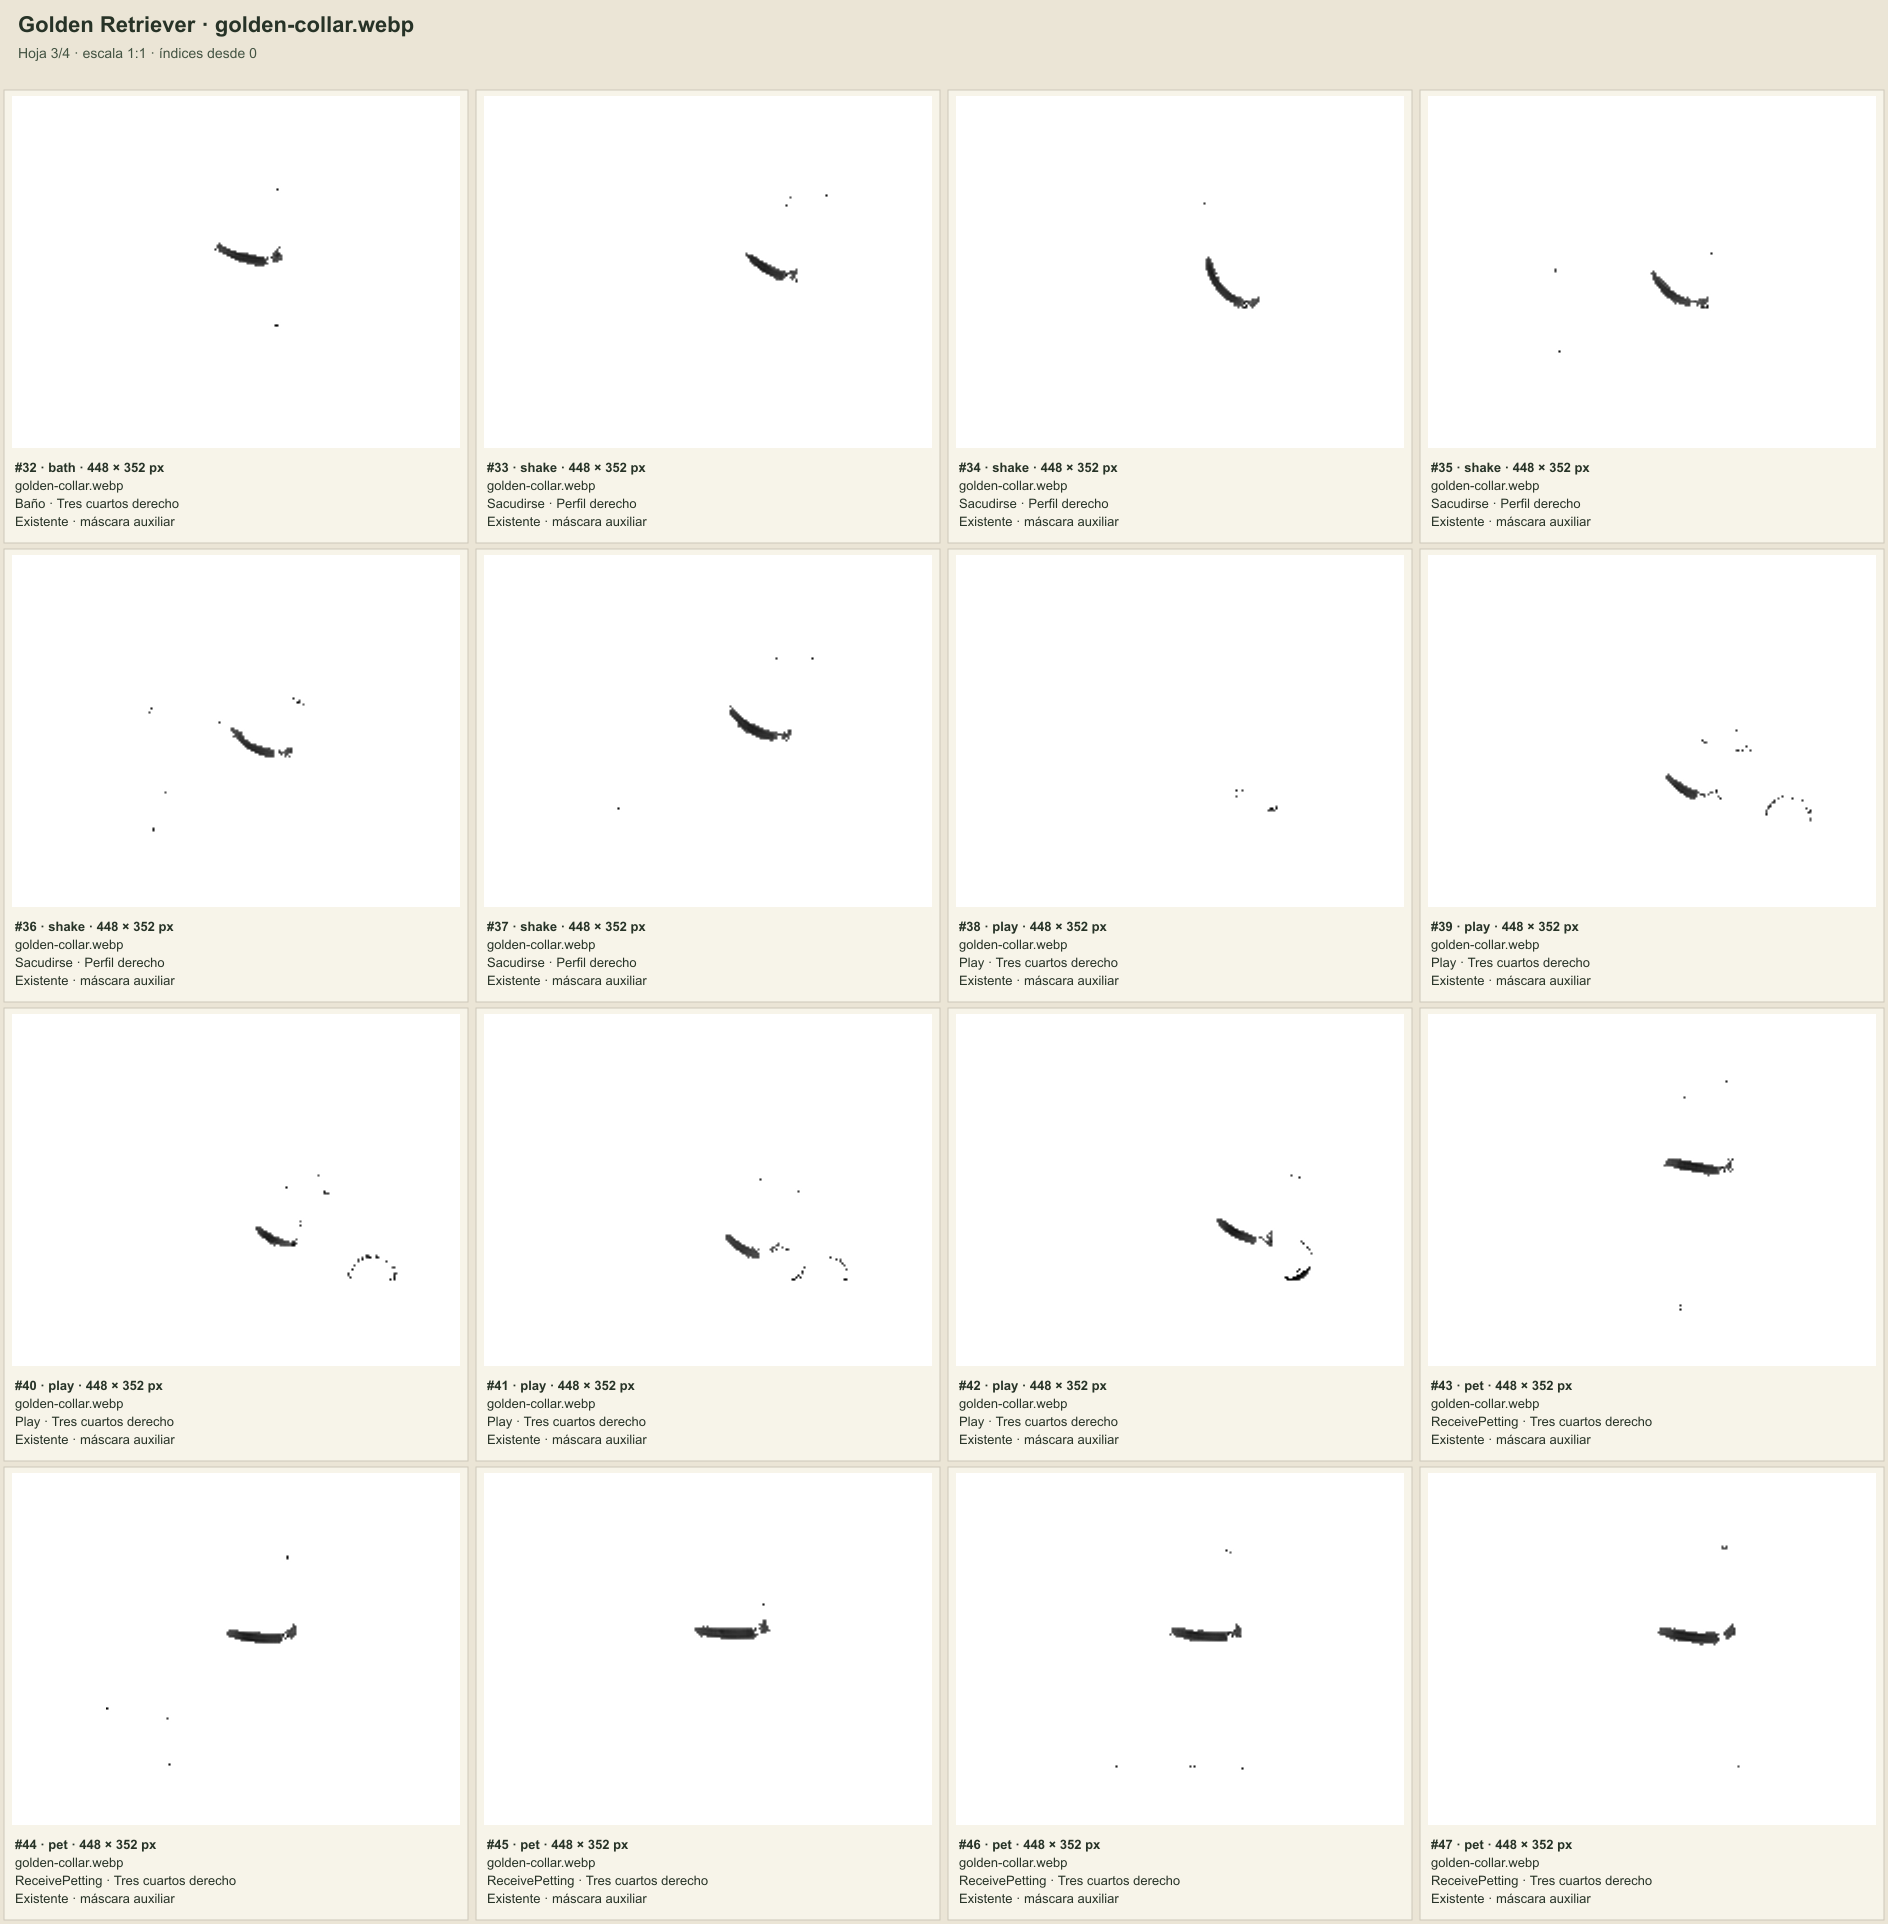 Golden Retriever · golden-collar.webp
Hoja 3/4 · escala 1:1 · índices desde 0
#32 · bath · 448 × 352 px
golden-collar.webp
Baño · Tres cuartos derecho
Existente · máscara auxiliar
#33 · shake · 448 × 352 px
golden-collar.webp
Sacudirse · Perfil derecho
Existente · máscara auxiliar
#34 · shake · 448 × 352 px
golden-collar.webp
Sacudirse · Perfil derecho
Existente · máscara auxiliar
#35 · shake · 448 × 352 px
golden-collar.webp
Sacudirse · Perfil derecho
Existente · máscara auxiliar
#36 · shake · 448 × 352 px
golden-collar.webp
Sacudirse · Perfil derecho
Existente · máscara auxiliar
#37 · shake · 448 × 352 px
golden-collar.webp
Sacudirse · Perfil derecho
Existente · máscara auxiliar
#38 · play · 448 × 352 px
golden-collar.webp
Play · Tres cuartos derecho
Existente · máscara auxiliar
#39 · play · 448 × 352 px
golden-collar.webp
Play · Tres cuartos derecho
Existente · máscara auxiliar
#40 · play · 448 × 352 px
golden-collar.webp
Play · Tres cuartos derecho
Existente · máscara auxiliar
#41 · play · 448 × 352 px
golden-collar.webp
Play · Tres cuartos derecho
Existente · máscara auxiliar
#42 · play · 448 × 352 px
golden-collar.webp
Play · Tres cuartos derecho
Existente · máscara auxiliar
#43 · pet · 448 × 352 px
golden-collar.webp
ReceivePetting · Tres cuartos derecho
Existente · máscara auxiliar
#44 · pet · 448 × 352 px
golden-collar.webp
ReceivePetting · Tres cuartos derecho
Existente · máscara auxiliar
#45 · pet · 448 × 352 px
golden-collar.webp
ReceivePetting · Tres cuartos derecho
Existente · máscara auxiliar
#46 · pet · 448 × 352 px
golden-collar.webp
ReceivePetting · Tres cuartos derecho
Existente · máscara auxiliar
#47 · pet · 448 × 352 px
golden-collar.webp
ReceivePetting · Tres cuartos derecho
Existente · máscara auxiliar